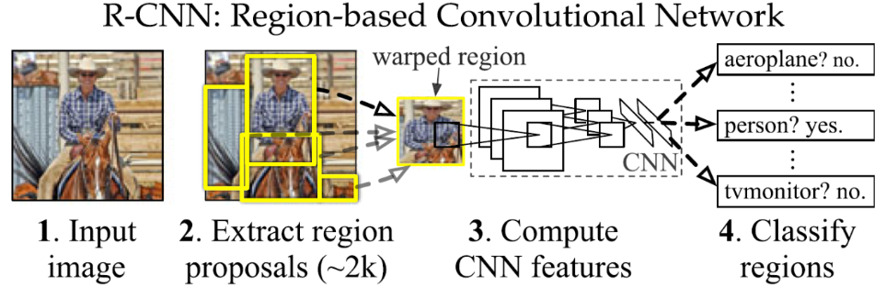 R-CNN: Region-based Convolutional Network
warped region
aeroplane? no.
person? yes.
tvmonitor? no.
CNN
1. Input
image
2. Extract region
proposals (~2k)
3. Compute
CNN features
4. Classify
regions